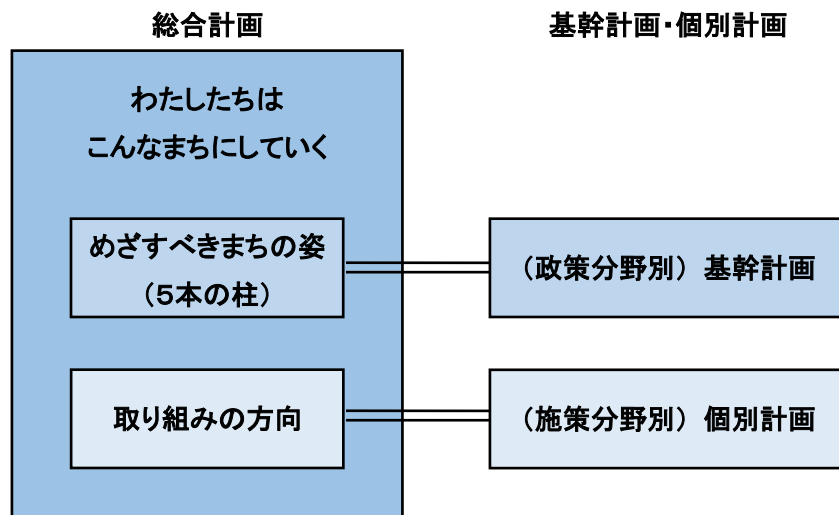 総合計画
基幹計画・個別計画
わたしたちは
こんなまちにしていく
めざすべきまちの姿
（５本の柱）
（政策分野別）基幹計画
取り組みの方向
（施策分野別）個別計画